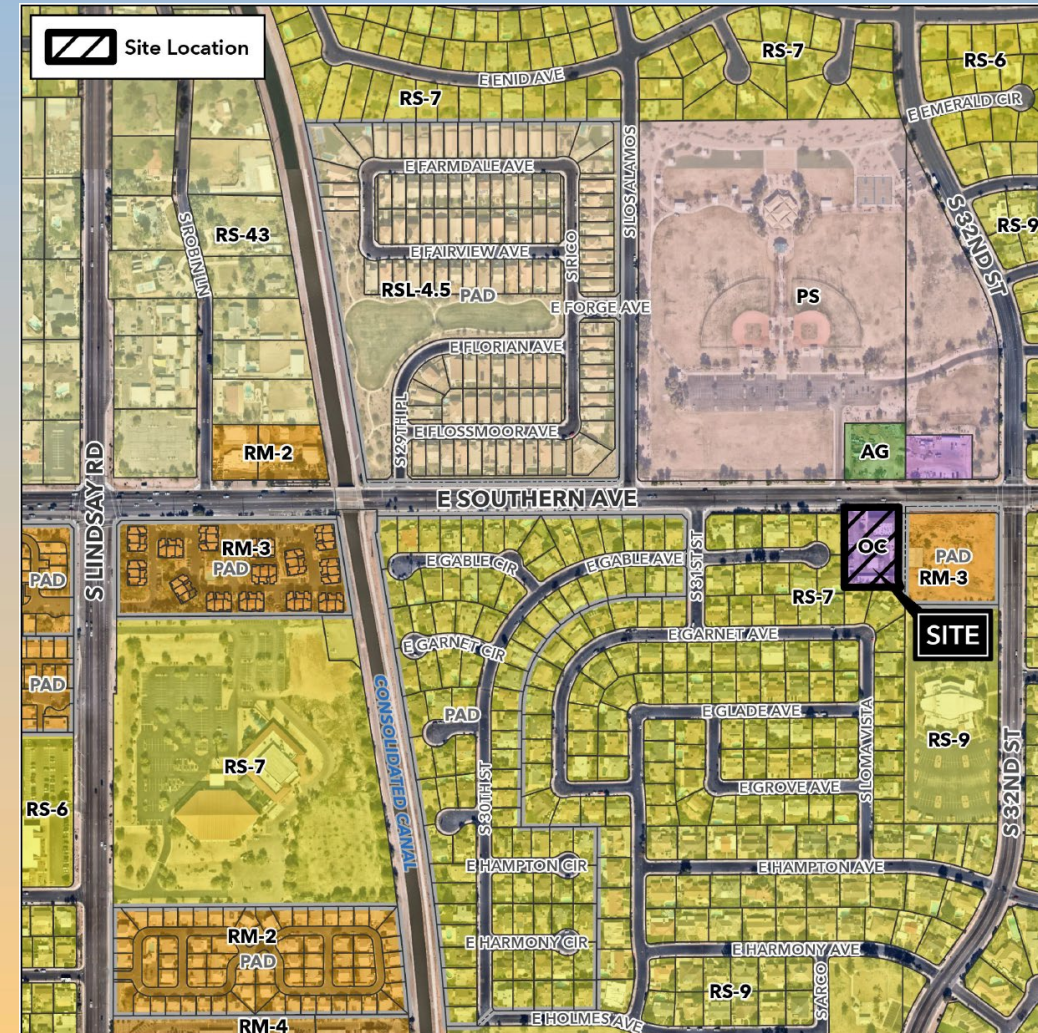 Site Location
RS-7
RS-6
E ENID AVE
RS-7
E EMERALD CIR
E FARMDALE AVE
S LOS ALAMOS
S 32ND ST
RS-9
RS-43
S ROBIN LN
E FAIRVIEW AVE
S RICO
RSL-4.5
PAD
PS
E FORGE AVE
E FLORIAN AVE
S 29TH PL
E FLOSSMOOR AVE
RM-2
AG
S LINDSAY RD
E SOUTHERN AVE
RM-3
PAD
PAD
E GABLE CIR
E GABLE AVE
S 31ST ST
OC
PAD
RM-3
RS-7
SITE
E GARNET AVE
E GARNET CIR
PAD
CONSOLIDATED CANAL
PAD
E GLADE AVE
S LOMA VISTA
RS-9
RS-7
E GROVE AVE
RS-6
S 30TH ST
S 32ND ST
E HAMPTON CIR
E HAMPTON AVE
RM-2
PAD
E HARMONY CIR
E HARMONY AVE
S ARCO
RS-9
RM-4
E HOLMES AVE